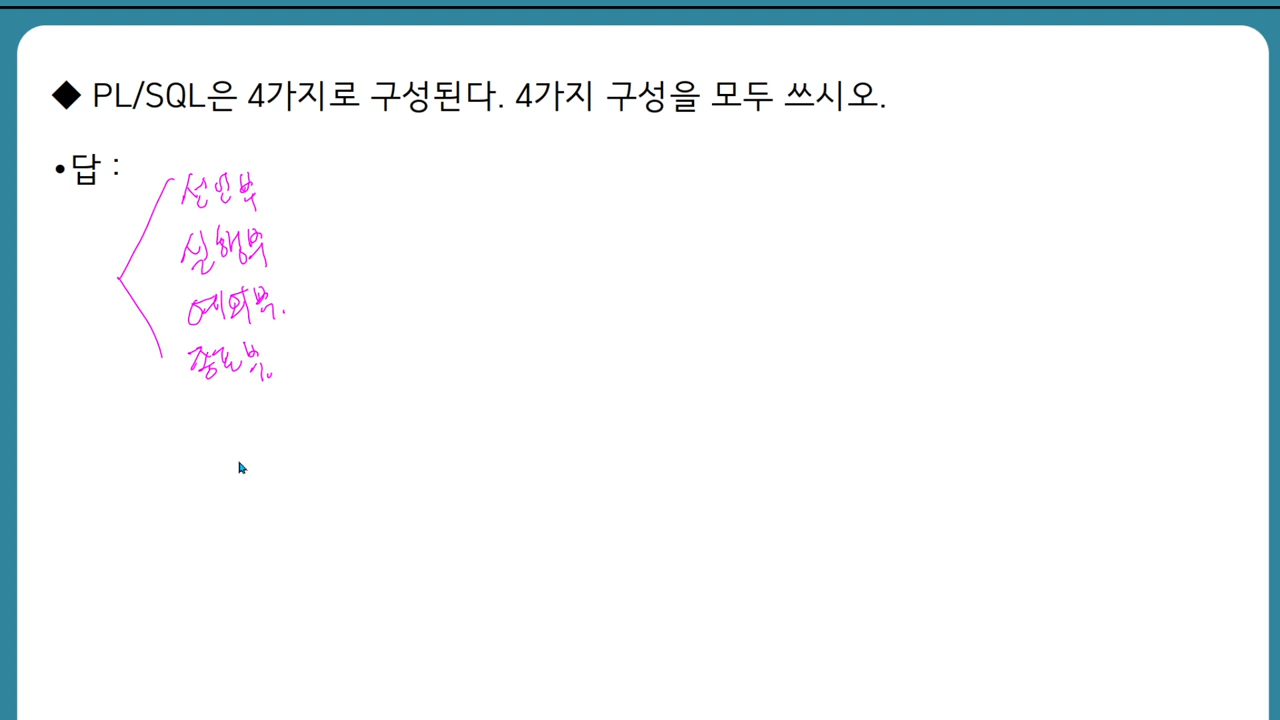 ◆ PL/SQL은 4가지로 구성된다. 4가지 구성을 모두 쓰시오.
•답 :
선언부
실행부
예외부.
종료부.